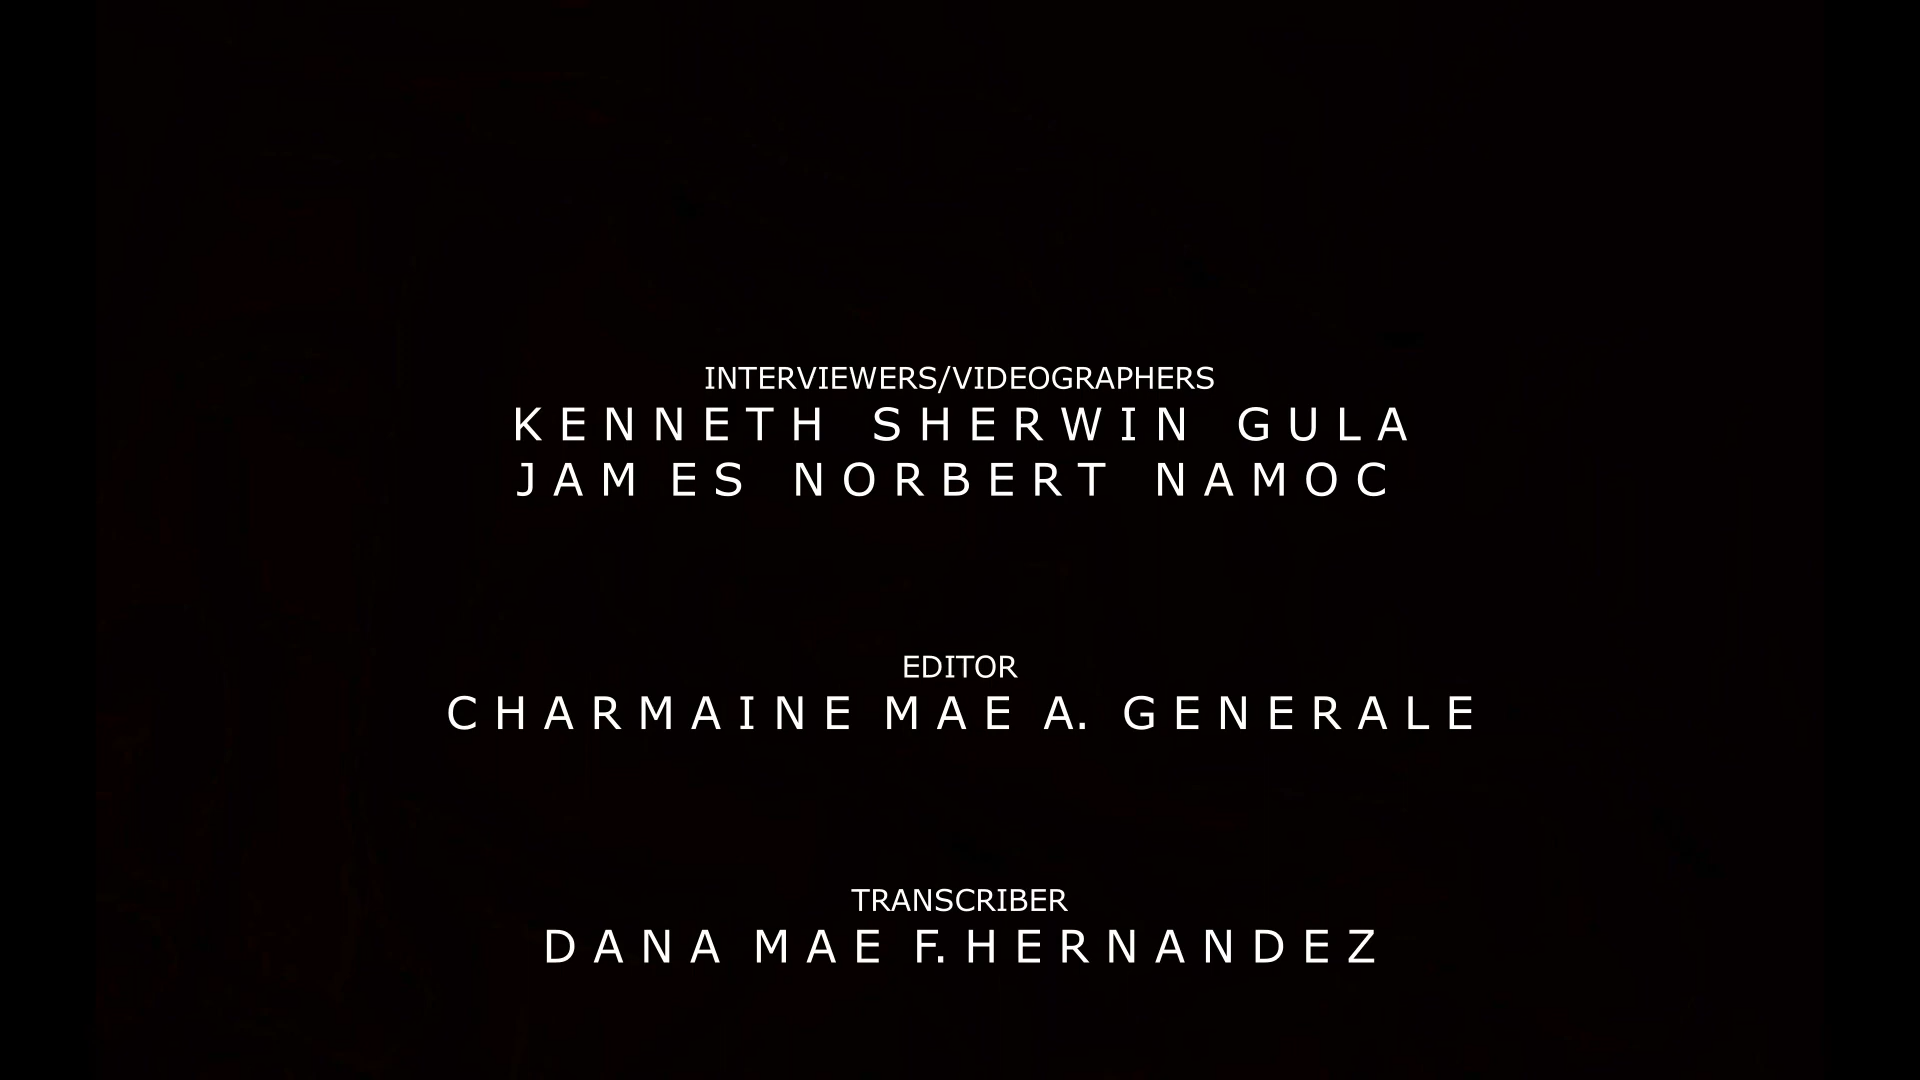 INTERVIEWERS/VIDEOGRAPHERS
KENNETH SHERWIN GULA
JAMES NORBERT NAMOC
EDITOR
CHARMAINE MAE A. GENERALE
TRANSCRIBER
DANA MAE F.HERNANDEZ